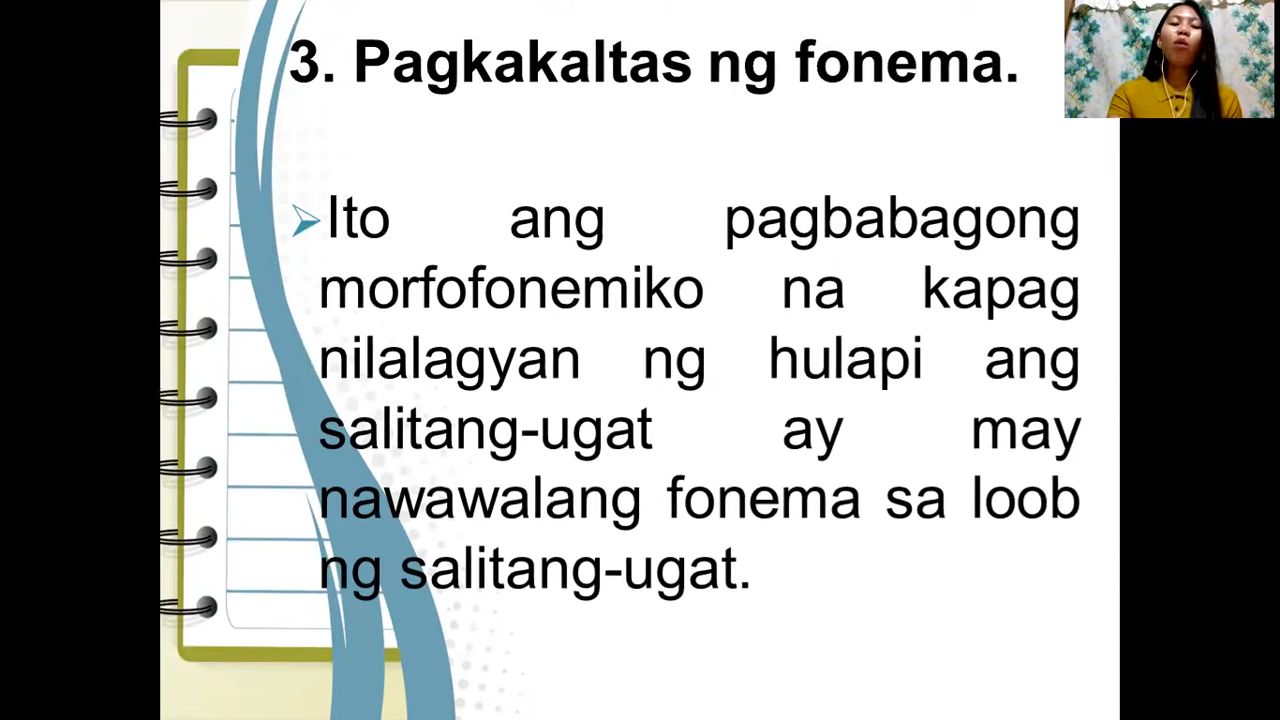 3. Pagkakaltas ng fonema.
Ito ang pagbabagong
morfofonemiko na kapag
nilalagyan ng hulapi ang
salitang-ugat ay may
nawawalang fonema sa loob
ng salitang-ugat.